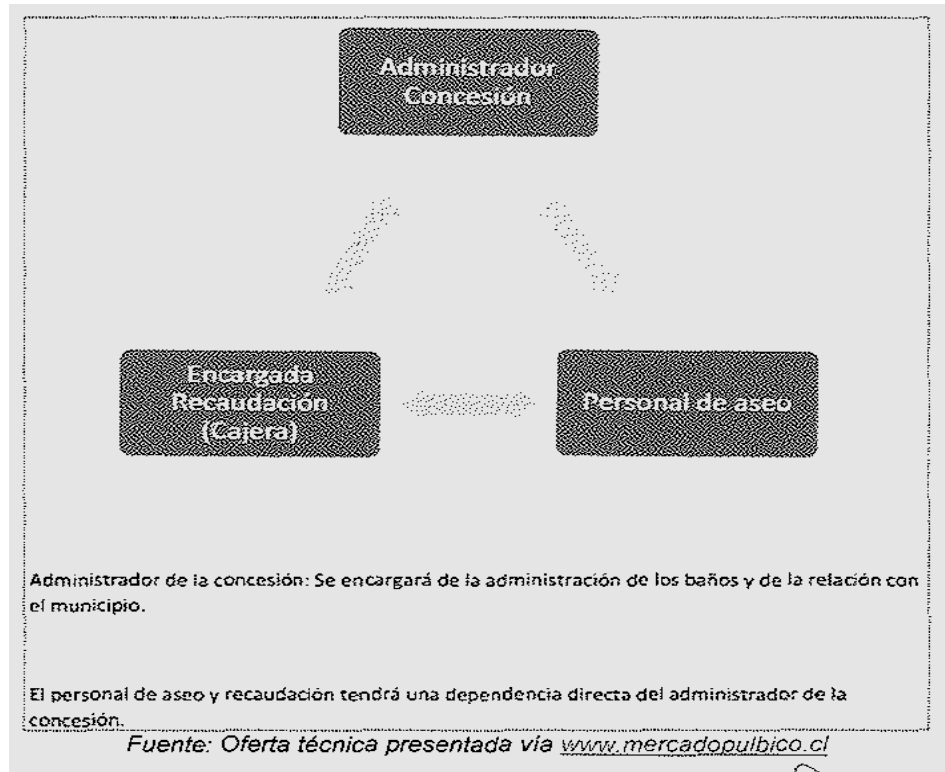 Administrador
Concesión
Encargada
Recaudación
(Cajera)
Personal de aseo
Administrador de la concesión: Se encargará de la administración de los baños y de la relación con
el municipio.
El personal de aseo y recaudación tendrá una dependencia directa del administrador de la
concesión.
Fuente: Oferta técnica presentada vía www.mercadopulbico.cl